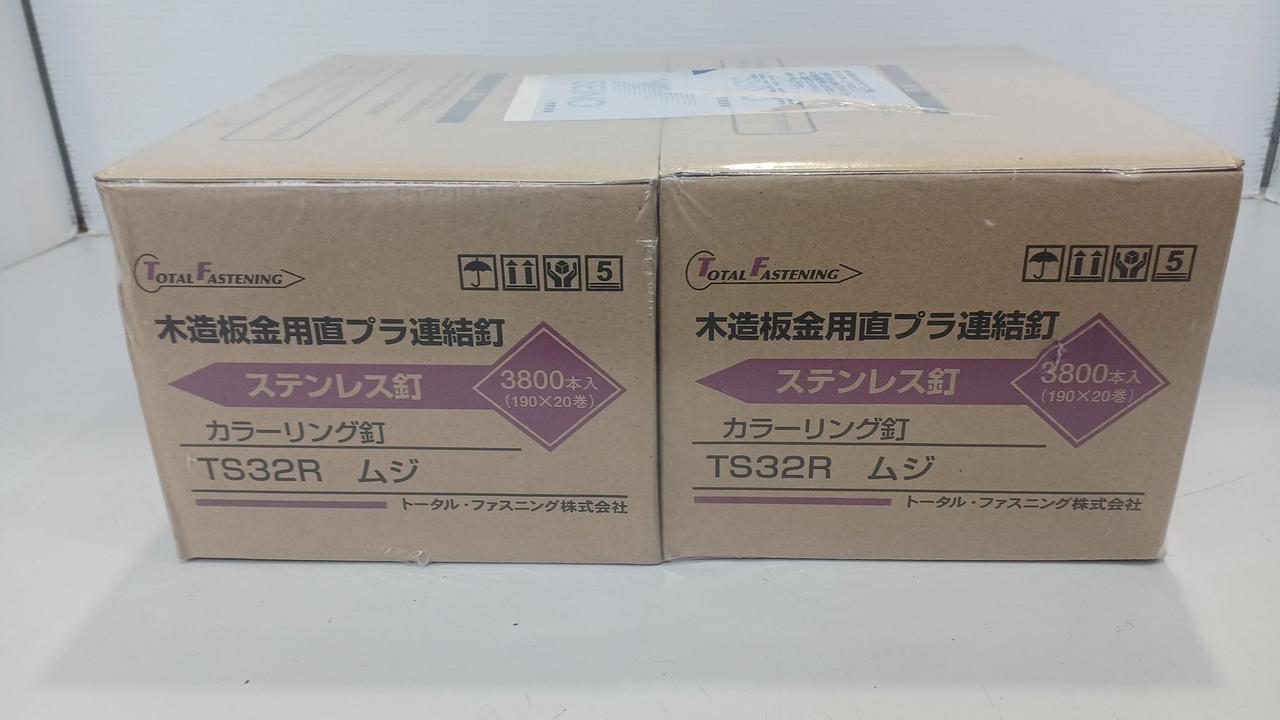 TOTAL FASTENING
5
木造板金用直プラ連結釘
ステンレス釘
3800本入
(190×20巻)
カラーリング釘
TS32R ムジ
トータル・ファスニング株式会社
TOTAL FASTENING
5
木造板金用直プラ連結釘
ステンレス釘
3800本入
(190×20巻)
カラーリング釘
TS32R ムジ
トータル・ファスニング株式会社